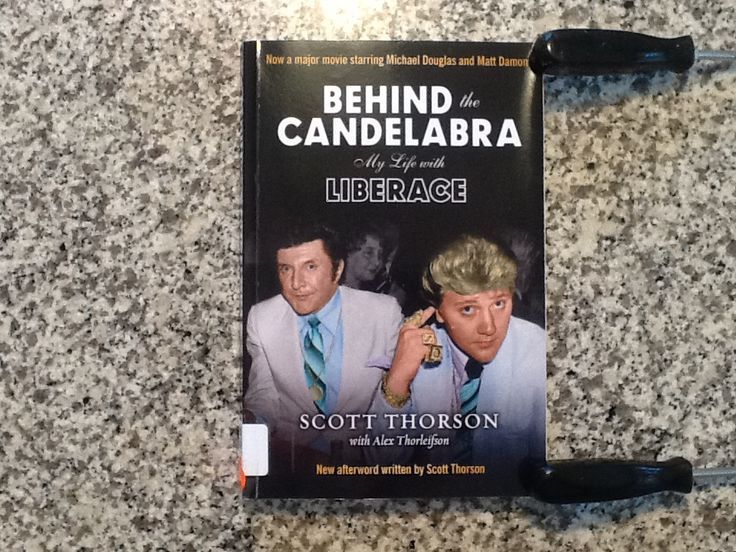 Now a major movie starring Michael Douglas and Matt Damon
BEHIND the
CANDELABRA
My Life with
LIBERACE
SCOTT THORSON
with Alex Thorleifson
New afterword written by Scott Thorson